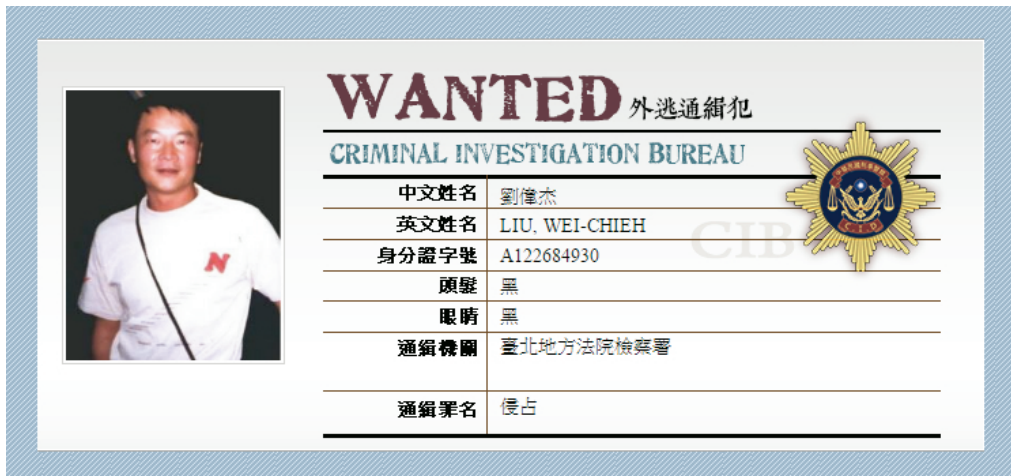 WANTED 外逃通緝犯
CRIMINAL INVESTIGATION BUREAU
中文姓名 劉偉杰
英文姓名 LIU, WEI-CHIEH
身分證字號 A122684930
頭髮 黑
眼睛 黑
通緝機關 臺北地方法院檢察署
通緝罪名 侵占
CIB
C.I.D
N